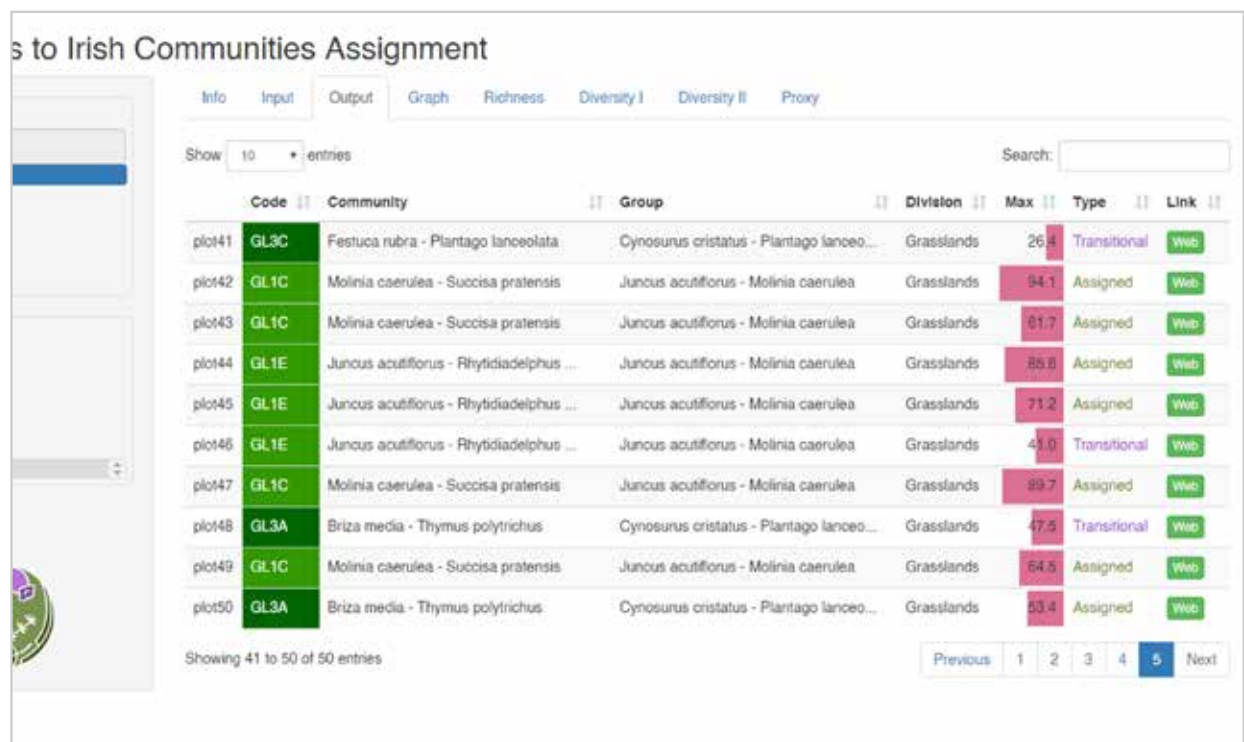 s to Irish Communities Assignment
Info Input Output Graph Richness Diversity I Diversity II Proxy
Show 10 entries Search:
Code Community Group Division Max Type Link
plot41 GL3C Festuca rubra - Plantago lanceolata Cynosurus cristatus - Plantago lanceo... Grasslands 26.4 Transitional Web
plot42 GL1C Molinia caerulea - Succisa pratensis Juncus acutiflorus - Molinia caerulea Grasslands 94.1 Assigned Web
plot43 GL1C Molinia caerulea - Succisa pratensis Juncus acutiflorus - Molinia caerulea Grasslands 61.7 Assigned Web
plot44 GL1E Juncus acutiflorus - Rhytidiadelphus ... Juncus acutiflorus - Molinia caerulea Grasslands Assigned Web
plot45 GL1E Juncus acutiflorus - Rhytidiadelphus ... Juncus acutiflorus - Molinia caerulea Grasslands 71.2 Assigned Web
plot46 GL1E Juncus acutiflorus - Rhytidiadelphus ... Juncus acutiflorus - Molinia caerulea Grasslands 41.0 Transitional Web
plot47 GL1C Molinia caerulea - Succisa pratensis Juncus acutiflorus - Molinia caerulea Grasslands 89.7 Assigned Web
plot48 GL3A Briza media - Thymus polytrichus Cynosurus cristatus - Plantago lanceo... Grasslands 47.5 Transitional Web
plot49 GL1C Molinia caerulea - Succisa pratensis Juncus acutiflorus - Molinia caerulea Grasslands 64.5 Assigned Web
plot50 GL3A Briza media - Thymus polytrichus Cynosurus cristatus - Plantago lanceo... Grasslands 53.4 Assigned Web
Showing 41 to 50 of 50 entries Previous 1 2 3 4 5 Next